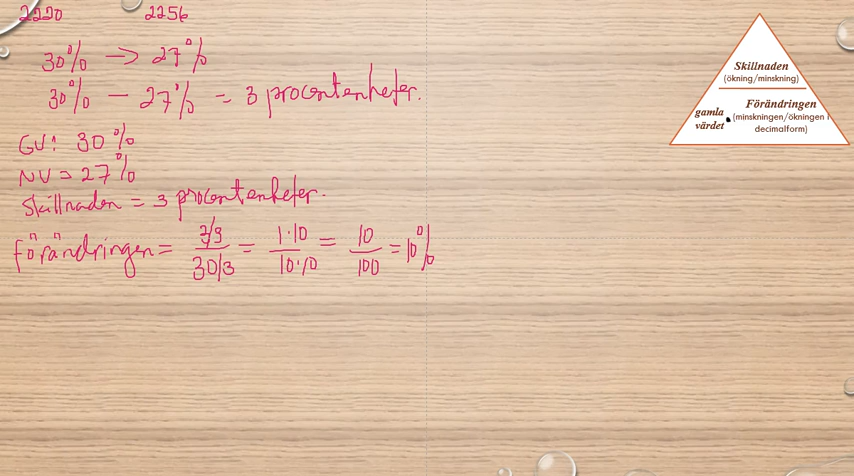 2220 2256
30% → 27%
30% - 27% = 3 procentenheter.
GV: 30%
NV = 27%
Skillnaden = 3 procentenheter.
förändringen = 3/3 / 30/3 = 1·10 / 10·10 = 10 / 100 = 10%
Skillnaden
(ökning/minskning)
gamla
värdet
Förändringen
(minskningen/ökningen i
decimalform)